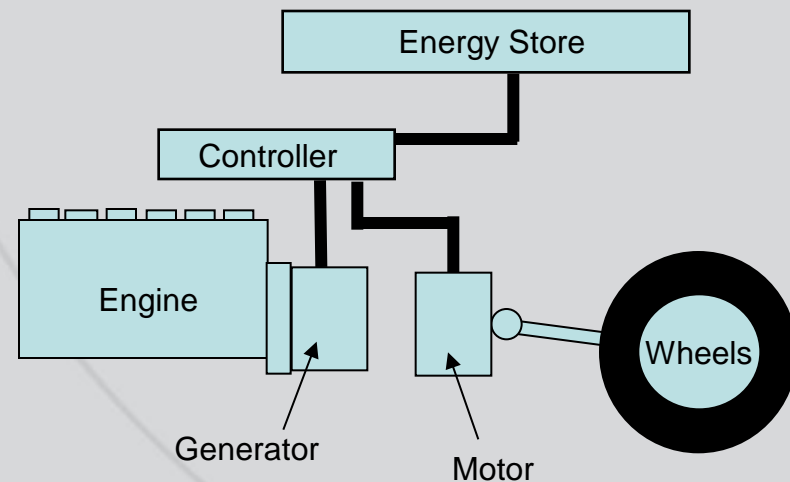 Energy Store
Controller
Engine
Wheels
Generator
Motor